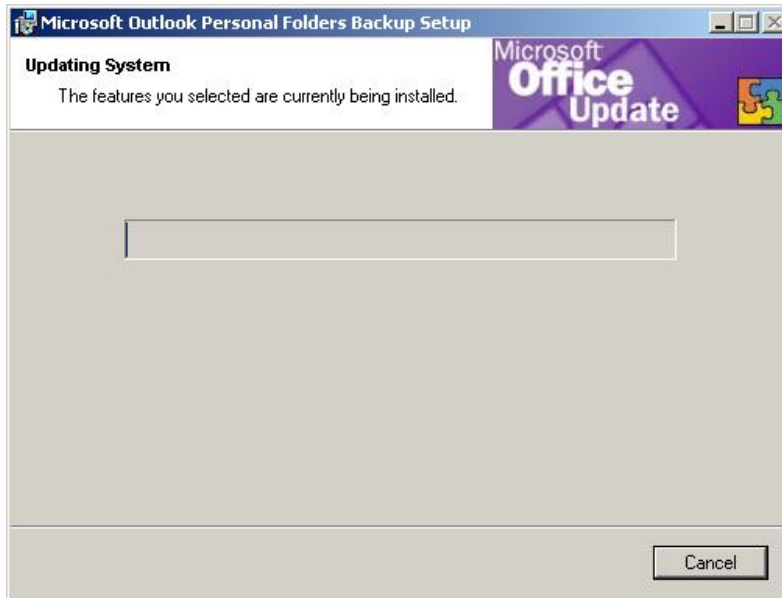 Microsoft Outlook Personal Folders Backup Setup
Updating System
The features you selected are currently being installed.
Microsoft
Office
Update
Cancel